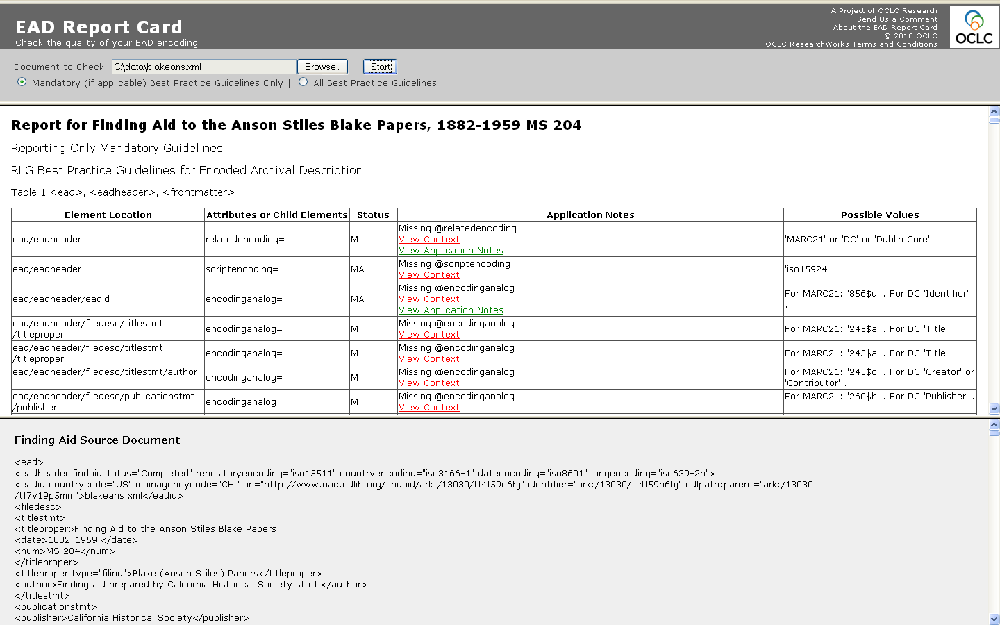 EAD Report Card
Check the quality of your EAD encoding
A Project of OCLC Research
Send Us a Comment
About the EAD Report Card
© 2010 OCLC
OCLC ResearchWorks Terms and Conditions
OCLC
Document to Check: C:\data\blakeans.xml Browse... Start
Mandatory (if applicable) Best Practice Guidelines Only | All Best Practice Guidelines
Report for Finding Aid to the Anson Stiles Blake Papers, 1882-1959 MS 204
Reporting Only Mandatory Guidelines
RLG Best Practice Guidelines for Encoded Archival Description
Table 1 <ead>, <eadheader>, <frontmatter>
Element Location Attributes or Child Elements Status Application Notes Possible Values
ead/eadheader relatedencoding= M Missing @relatedencoding
View Context
View Application Notes
'MARC21' or 'DC' or 'Dublin Core'
ead/eadheader scriptencoding= MA Missing @scriptencoding
View Context
'iso15924'
ead/eadheader/eadid encodinganalog= MA Missing @encodinganalog
View Context
View Application Notes
For MARC21: '856$u' . For DC 'Identifier'
.
ead/eadheader/filedesc/titlestmt
/titleproper
encodinganalog= M Missing @encodinganalog
View Context
For MARC21: '245$a' . For DC 'Title' .
ead/eadheader/filedesc/titlestmt
/titleproper
encodinganalog= M Missing @encodinganalog
View Context
For MARC21: '245$a' . For DC 'Title' .
ead/eadheader/filedesc/titlestmt/author
encodinganalog= M Missing @encodinganalog
View Context
For MARC21: '245$c' . For DC 'Creator' or
'Contributor' .
ead/eadheader/filedesc/publicationstmt
/publisher
encodinganalog= M Missing @encodinganalog
View Context
For MARC21: '260$b' . For DC 'Publisher' .
Finding Aid Source Document
<ead>
<eadheader findaidstatus="Completed" repositoryencoding="iso15511" countryencoding="iso3166-1" dateencoding="iso8601" langencoding="iso639-2b">
<eadid countrycode="US" mainagencycode="CHi" url="http://www.oac.cdlib.org/findaid/ark:/13030/tf4f59n6hj" identifier="ark:/13030/tf4f59n6hj" cdlpath:parent="ark:/13030
/tf7v19p5mm">blakeans.xml</eadid>
<filedesc>
<titlestmt>
<titleproper>Finding Aid to the Anson Stiles Blake Papers,
<date>1882-1959 </date>
<num>MS 204</num>
</titleproper>
<titleproper type="filing">Blake (Anson Stiles) Papers</titleproper>
<author>Finding aid prepared by California Historical Society staff.</author>
</titlestmt>
<publicationstmt>
<publisher>California Historical Society</publisher>